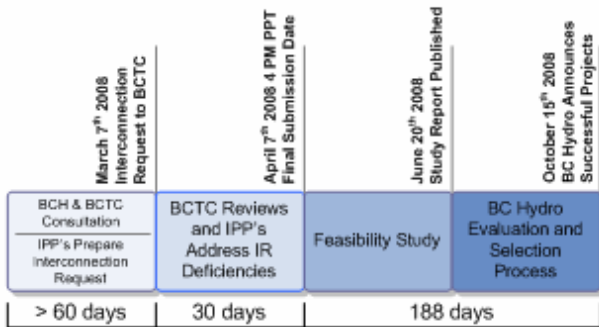 March 7th 2008
Interconnection
Request to BCTC
April 7th 2008 4 PM PPT
Final Submission Date
June 20th 2008
Study Report Published
October 15th 2008
BC Hydro Announces
Successful Projects
BCH & BCTC
Consultation
IPP's Prepare
Interconnection
Request
BCTC Reviews
and IPP's
Address IR
Deficiencies
Feasibility Study
BC Hydro
Evaluation and
Selection
Process
> 60 days
30 days
188 days